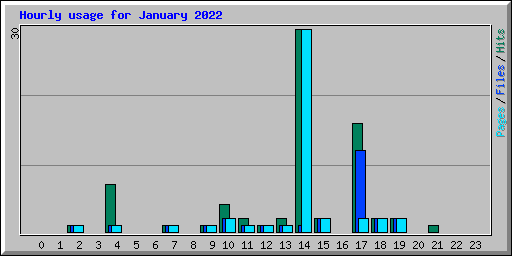 Hourly usage for January 2022
30
Pages/Files/Hits
0 1 2 3 4 5 6 7 8 9 10 11 12 13 14 15 16 17 18 19 20 21 22 23